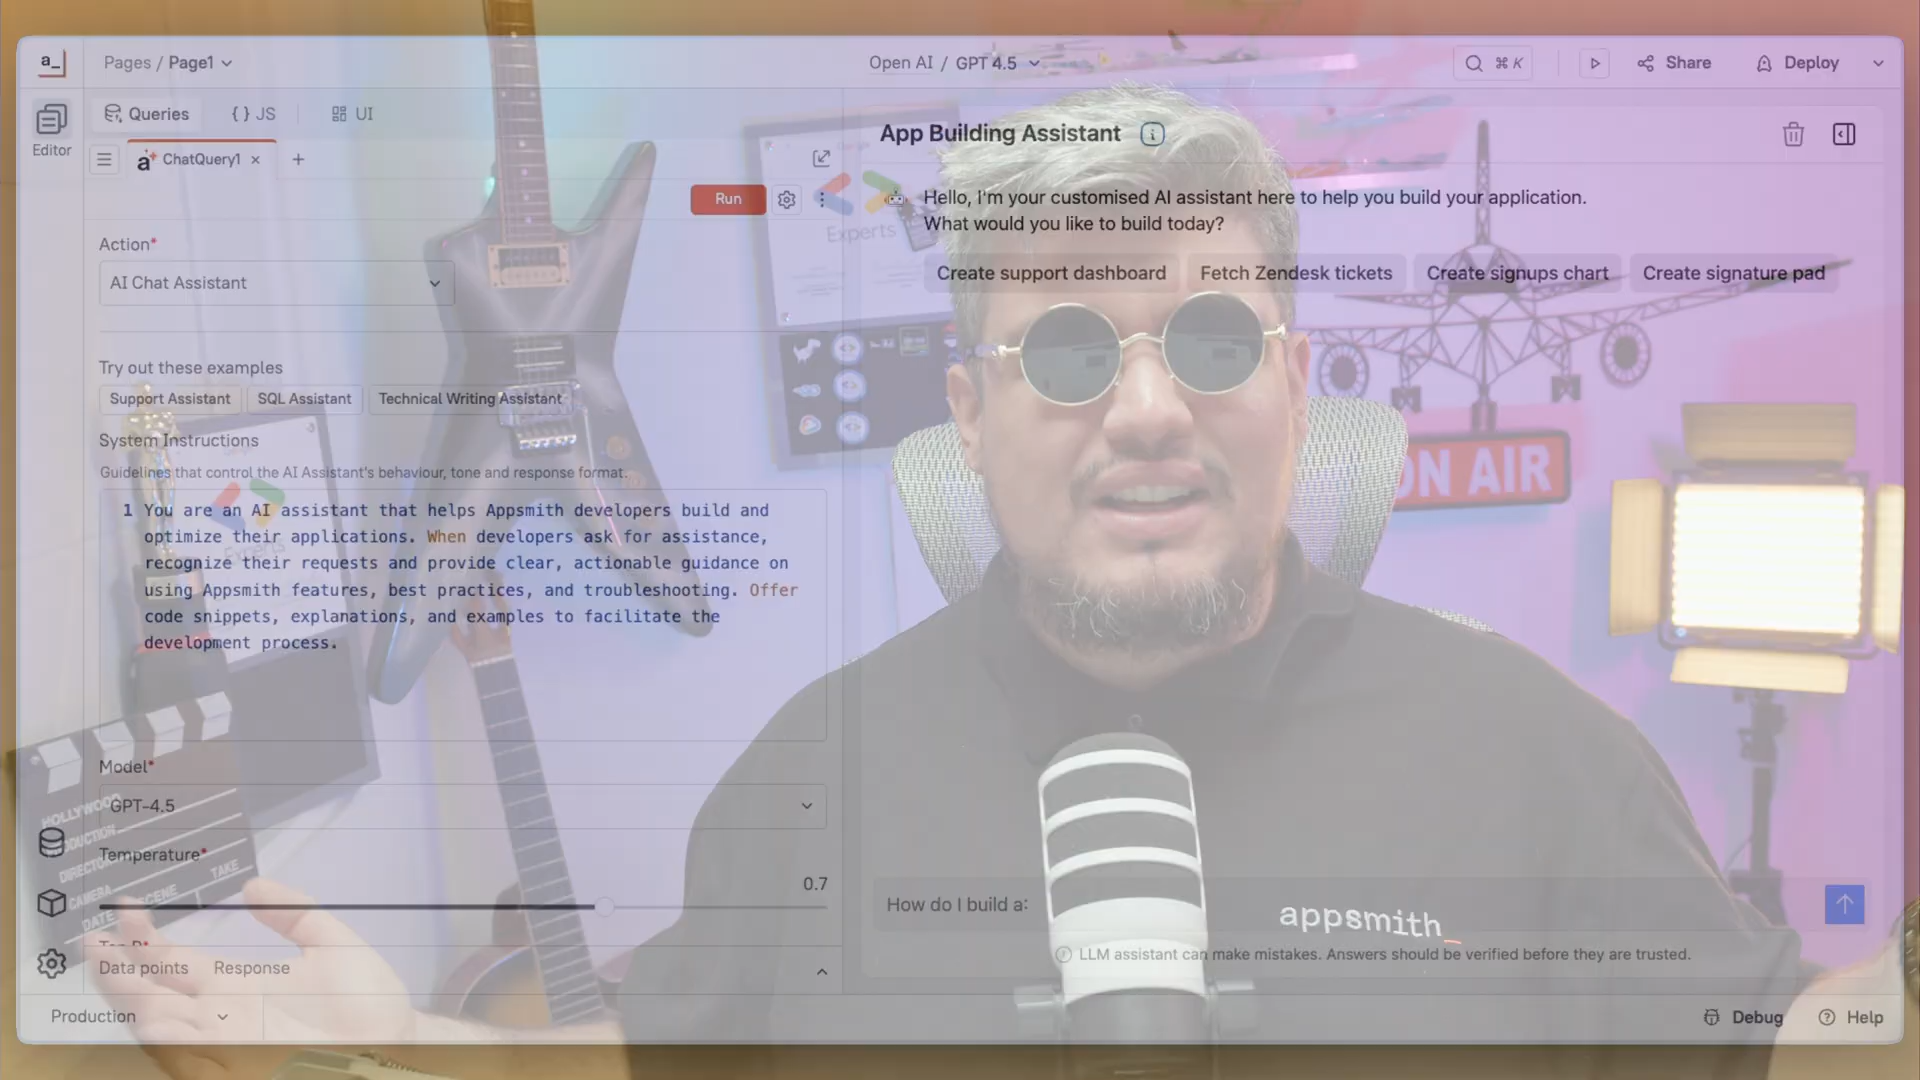 a_
Pages / Page1
Open AI / GPT 4.5
⌘ K
Share
Deploy
Editor
Queries
{ } JS
UI
ChatQuery1
Run
Action*
AI Chat Assistant
Try out these examples
Support Assistant
SQL Assistant
Technical Writing Assistant
System Instructions
Guidelines that control the AI Assistant's behaviour, tone and response format.
1 You are an AI assistant that helps Appsmith developers build and
optimize their applications. When developers ask for assistance,
recognize their requests and provide clear, actionable guidance on
using Appsmith features, best practices, and troubleshooting. Offer
code snippets, explanations, and examples to facilitate the
development process.
Model*
GPT-4.5
Temperature*
0.7
Data points
Response
Production
App Building Assistant
Hello, I'm your customised AI assistant here to help you build your application.
What would you like to build today?
Create support dashboard
Fetch Zendesk tickets
Create signups chart
Create signature pad
How do I build a:
LLM assistant can make mistakes. Answers should be verified before they are trusted.
Debug
Help
Experts
Experts
ON AIR
appsmith_
HOLLYWOOD
DATE
SCENE
TAKE